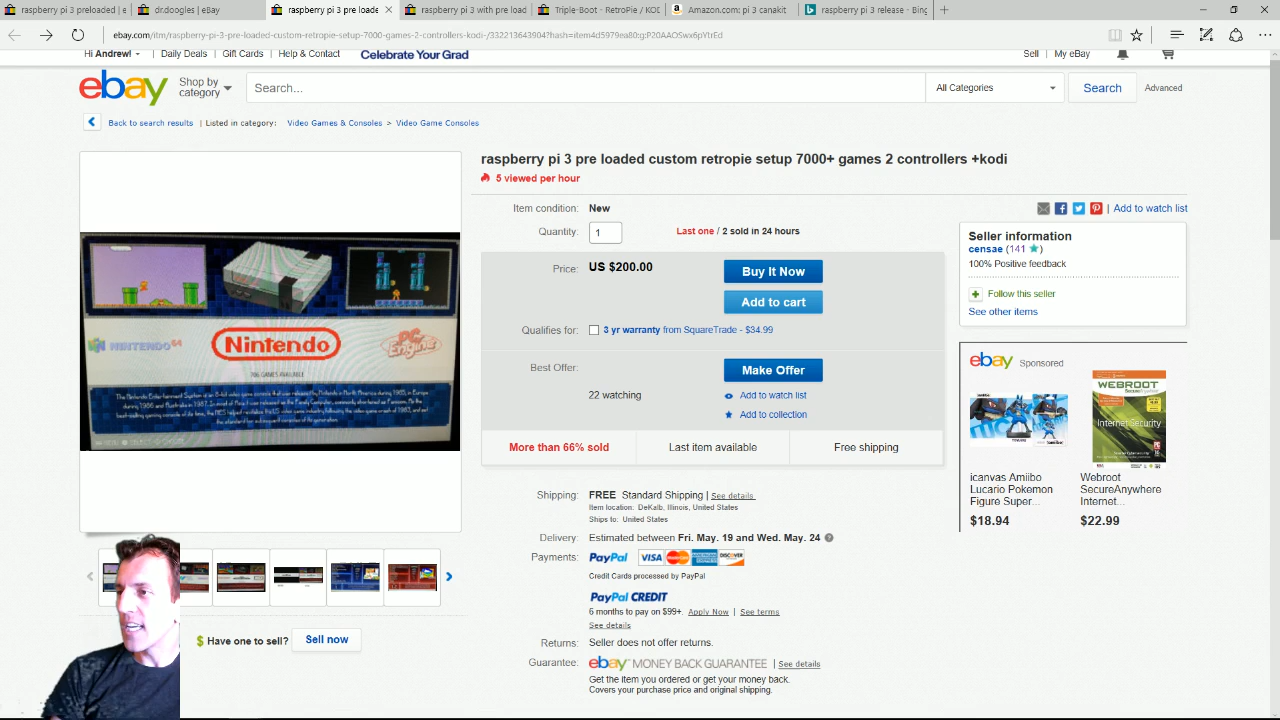 raspberry pi 3 preloaded | e
dr.doogles | eBay
raspberry pi 3 pre loade
raspberry pi 3 with pre load
Triple-Boot - RetroPie / KOD
Amazon.com: pi 3 canakit
raspberry pi 3 release - Bing
ebay.com/itm/raspberry-pi-3-pre-loaded-custom-retropie-setup-7000-games-2-controllers-kodi-/332213643904?hash=item4d5979ea80:g:P20AAOSwx6pYtrEd
Hi Andrew!
Daily Deals
Gift Cards
Help & Contact
Celebrate Your Grad
Sell
My eBay
ebay
Shop by category
Search...
All Categories
Search
Advanced
Back to search results | Listed in category: Video Games & Consoles > Video Game Consoles
raspberry pi 3 pre loaded custom retropie setup 7000+ games 2 controllers +kodi
5 viewed per hour
Item condition: New
Add to watch list
Quantity: 1
Last one / 2 sold in 24 hours
Price: US $200.00
Buy It Now
Add to cart
Qualifies for: 3 yr warranty from SquareTrade - $34.99
Best Offer:
Make Offer
22 watching
Add to watch list
Add to collection
More than 66% sold
Last item available
Free shipping
Shipping: FREE Standard Shipping | See details
Item location: DeKalb, Illinois, United States
Ships to: United States
Delivery: Estimated between Fri. May. 19 and Wed. May. 24
Payments: PayPal VISA MasterCard DISCOVER
Credit Cards processed by PayPal
PayPal CREDIT
6 months to pay on $99+. Apply Now | See terms
See details
Returns: Seller does not offer returns.
Guarantee: ebay MONEY BACK GUARANTEE | See details
Get the item you ordered or get your money back.
Covers your purchase price and original shipping.
Seller information
censae (141)
100% Positive feedback
Follow this seller
See other items
ebay Sponsored
WEBROOT
SecureAnywhere
Internet Security
icanvas Amiibo
Lucario Pokemon
Figure Super...
$18.94
Webroot
SecureAnywhere
Internet...
$22.99
NINTENDO 64
Nintendo
PC Engine
786 GAMES AVAILABLE
Have one to sell?
Sell now